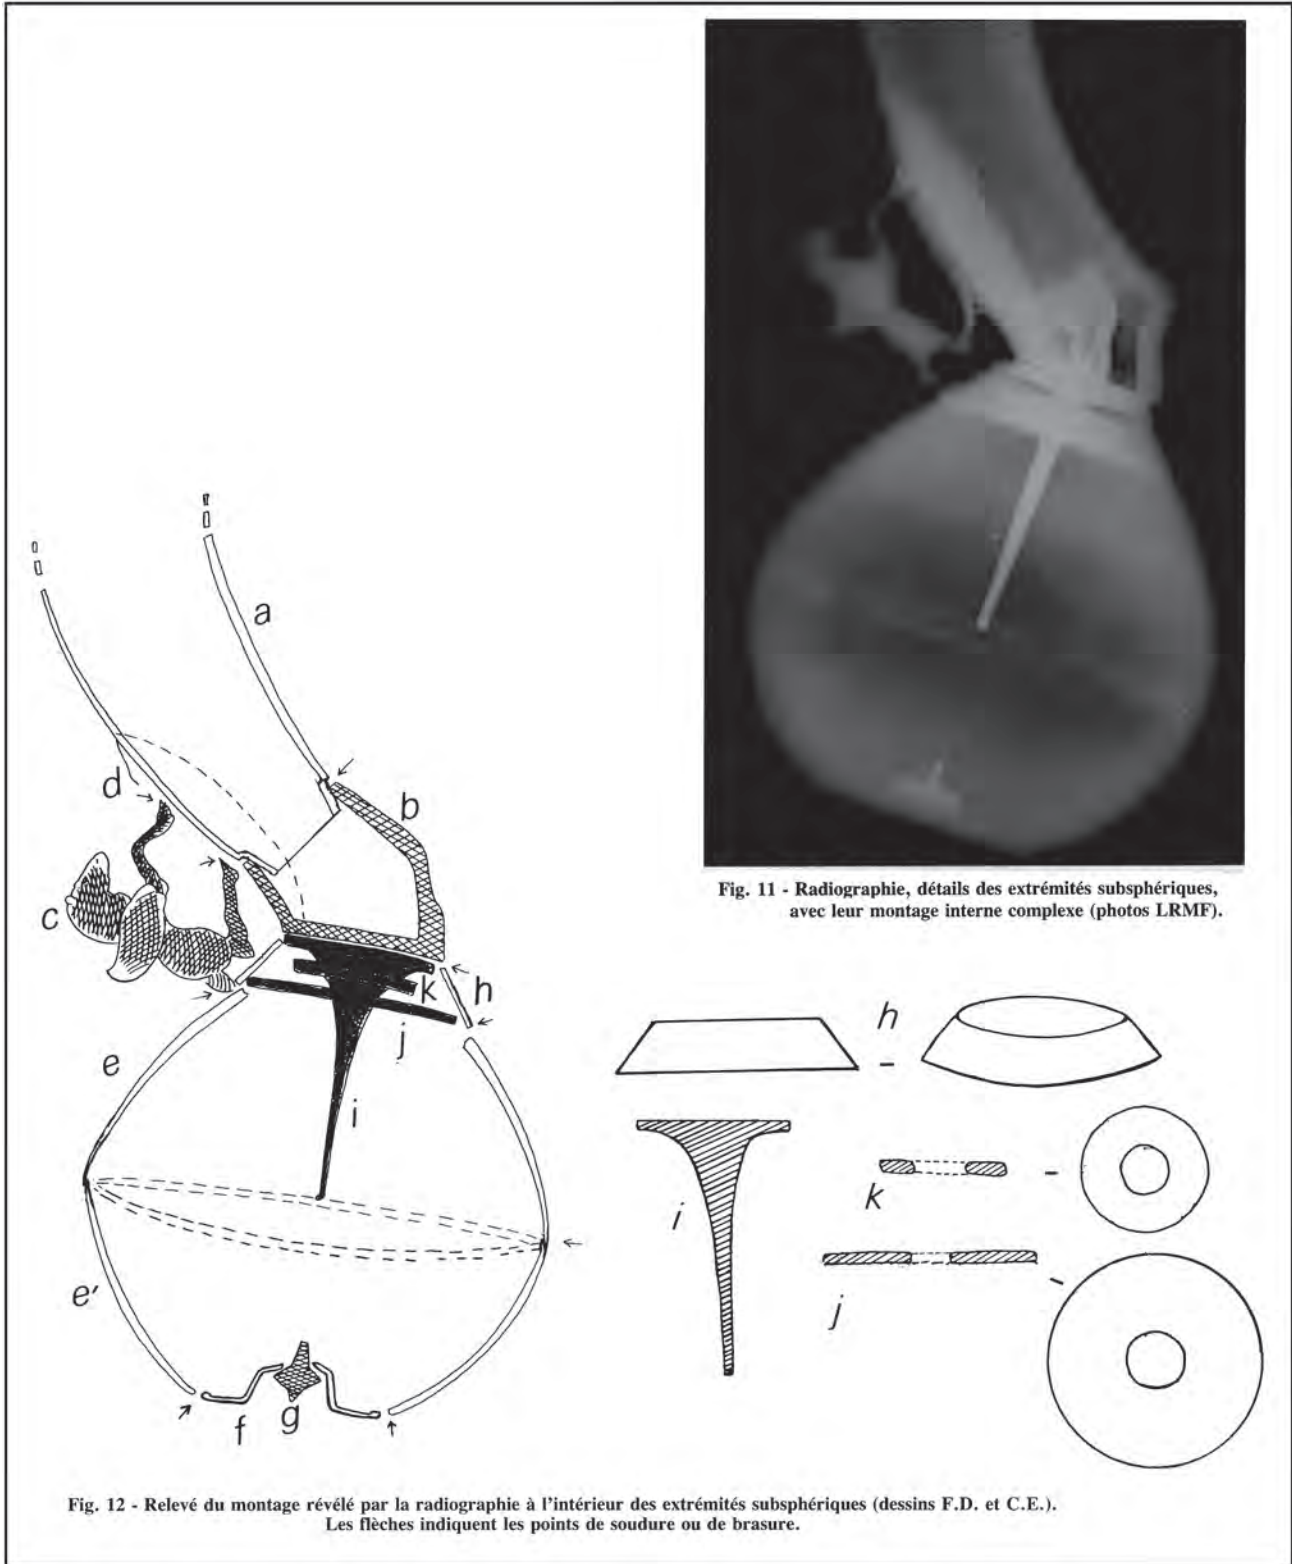 Fig. 11 - Radiographie, détails des extrémités subsphériques,
avec leur montage interne complexe (photos LRMF).
a
b
d
c
k
h
j
e
i
e'
f
g
h
i
k
j
Fig. 12 - Relevé du montage révélé par la radiographie à l'intérieur des extrémités subsphériques (dessins F.D. et C.E.).
Les flèches indiquent les points de soudure ou de brasure.